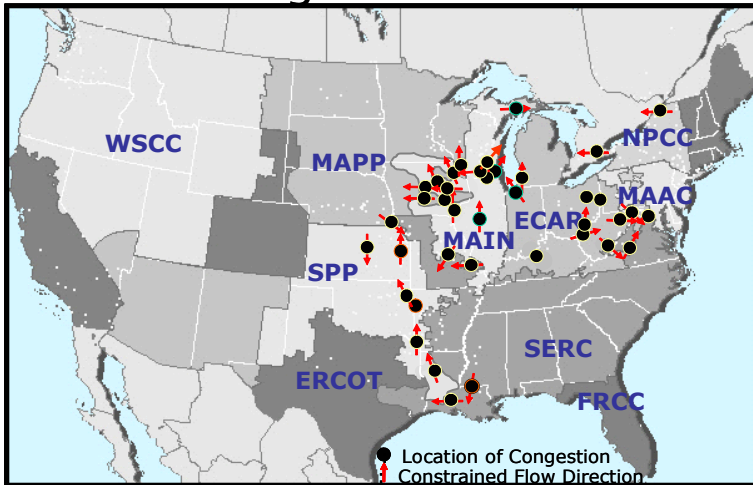 WSCC
MAPP
NPCC
MAAC
ECAR
MAIN
SPP
SERC
ERCOT
FRCC
Location of Congestion
Constrained Flow Direction